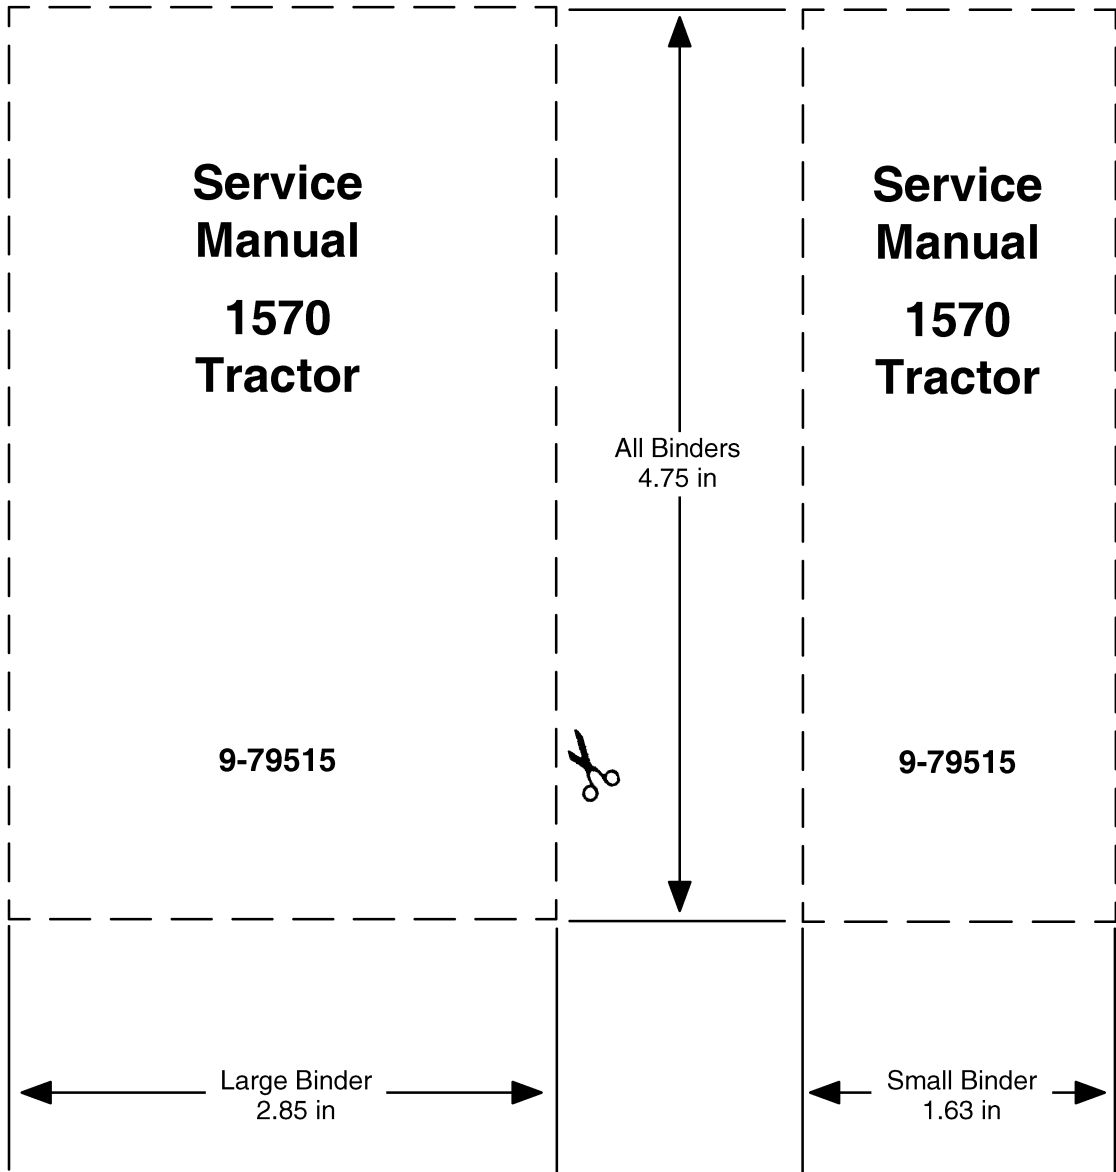 Service
Manual
1570
Tractor
9-79515
All Binders
4.75 in
Service
Manual
1570
Tractor
9-79515
Large Binder
2.85 in
Small Binder
1.63 in